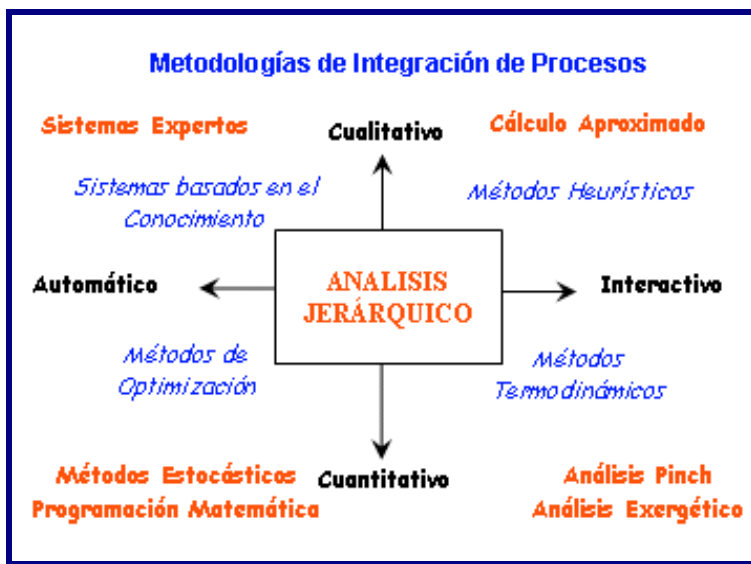 Metodologías de Integración de Procesos
Sistemas Expertos
Cualitativo
Cálculo Aproximado
Sistemas basados en el
Conocimiento
Métodos Heurísticos
Automático
ANALISIS
JERÁRQUICO
Interactivo
Métodos de
Optimización
Métodos
Termodinámicos
Métodos Estocásticos
Programación Matemática
Cuantitativo
Análisis Pinch
Análisis Exergético